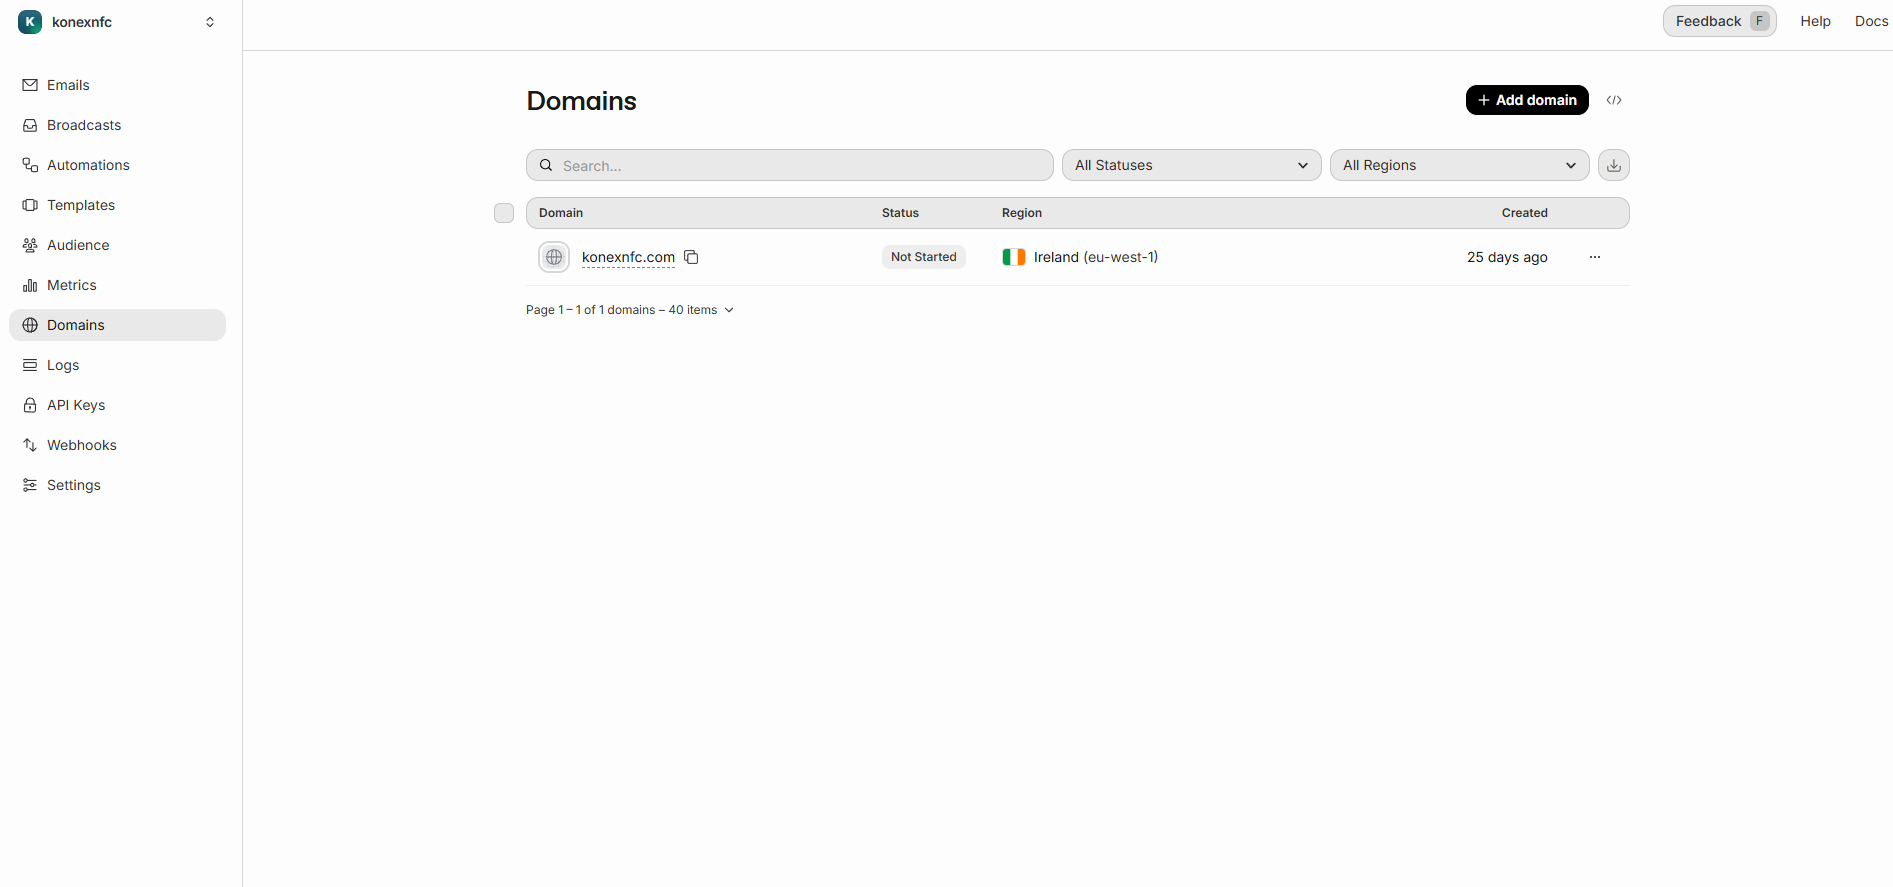 K konexnfc
Feedback F Help Docs
Emails
Broadcasts
Automations
Templates
Audience
Metrics
Domains
Logs
API Keys
Webhooks
Settings
Domains
+ Add domain
Search...
All Statuses
All Regions
Domain Status Region Created
konexnfc.com Not Started Ireland (eu-west-1) 25 days ago ...
Page 1 – 1 of 1 domains – 40 items